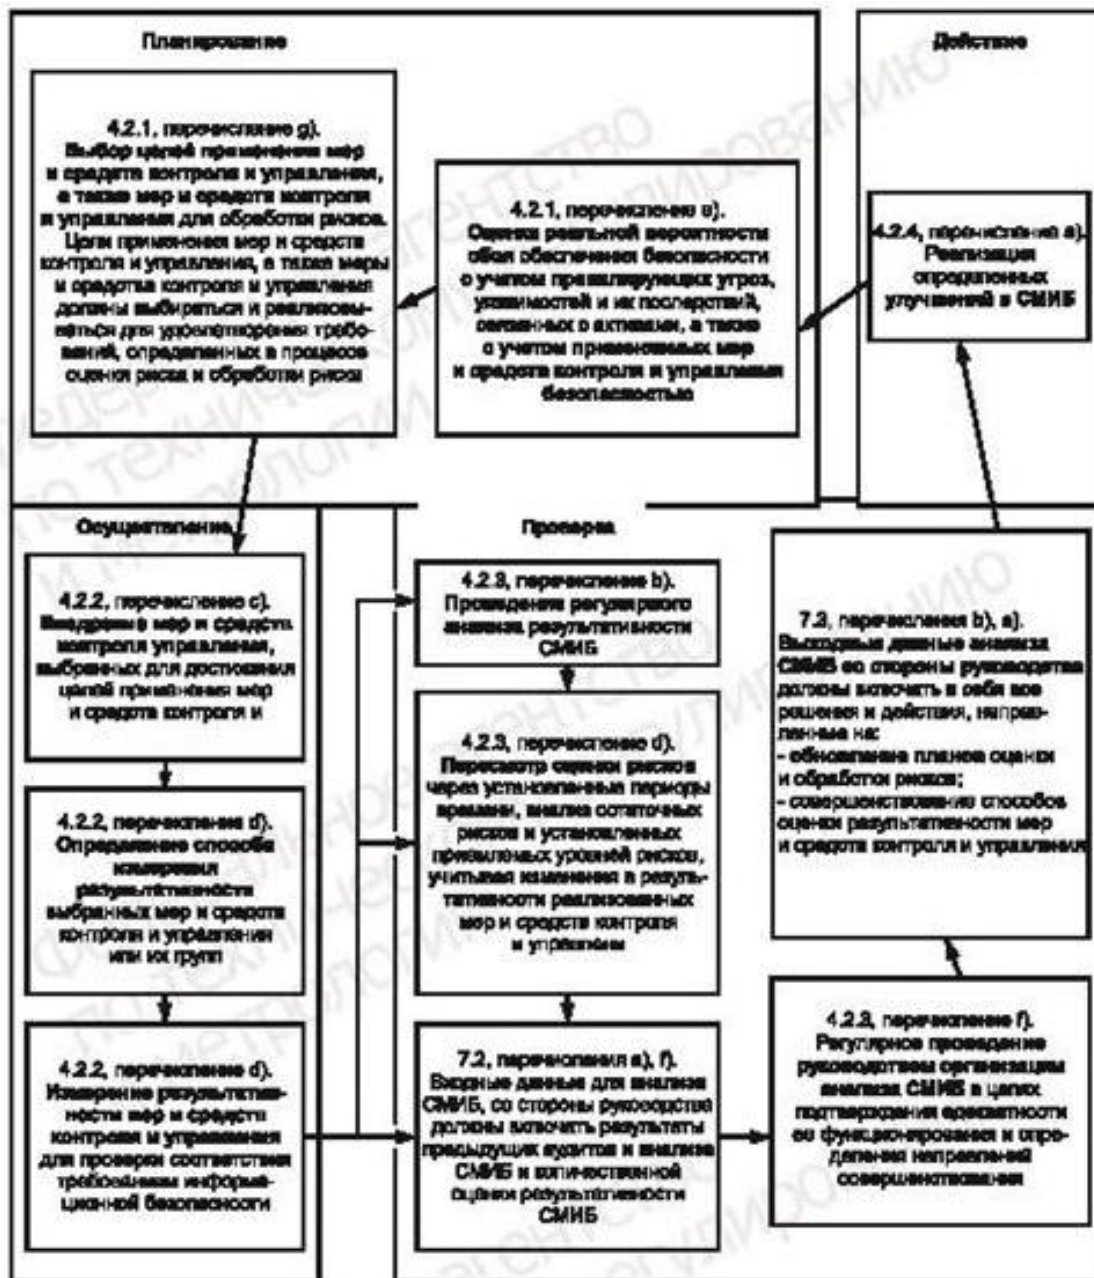 Планирование
4.2.1, перечисление g).
Выбор целей применения мер
и средств контроля и управления,
а также мер и средств контроля
и управления для обработки рисков.
Цели применения мер и средств
контроля и управления, а также меры
и средства контроля и управления
должны выбираться и реализовы-
ваться для удовлетворения требо-
ваний, определенных в процессе
оценки риска и обработки риска
4.2.1, перечисление e).
Оценка реальной вероятности
сбоя обеспечения безопасности
с учетом превалирующих угроз,
уязвимостей и их последствий,
связанных с активами, а также
с учетом применяемых мер
и средств контроля и управления
безопасностью
Действие
4.2.4, перечисление a).
Реализация
определенных
улучшений в СМИБ
Осуществление
4.2.2, перечисление c).
Внедрение мер и средств
контроля управления,
выбранных для достижения
целей применения мер
и средств контроля и
4.2.2, перечисление d).
Определение способа
измерения
результативности
выбранных мер и средств
контроля и управления
или их групп
4.2.2, перечисление d).
Измерение результатив-
ности мер и средств
контроля и управления
для проверки соответствия
требованиям информа-
ционной безопасности
Проверка
4.2.3, перечисление b).
Проведение регулярного
анализа результативности
СМИБ
4.2.3, перечисление d).
Пересмотр оценки рисков
через установленные периоды
времени, анализ остаточных
рисков и установленных
приемлемых уровней рисков,
учитывая изменения в резуль-
тативности реализованных
мер и средств контроля
и управлени
7.2, перечисления a), f).
Входные данные для анализа
СМИБ, со стороны руководства
должны включать результаты
предыдущих аудитов и анализа
СМИБ и количественной
оценки результативности
СМИБ
7.3, перечисления b), a).
Выходные данные анализа
СМИБ со стороны руководства
должны включать в себя все
решения и действия, направ-
ленные на:
- обновление планов оценки
и обработки рисков;
- совершенствование способов
оценки результативности мер
и средств контроля и управления
4.2.3, перечисление f).
Регулярное проведение
руководством организации
анализа СМИБ в целях
подтверждения адекватности
ее функционирования и опре-
деления направлений
совершенствования